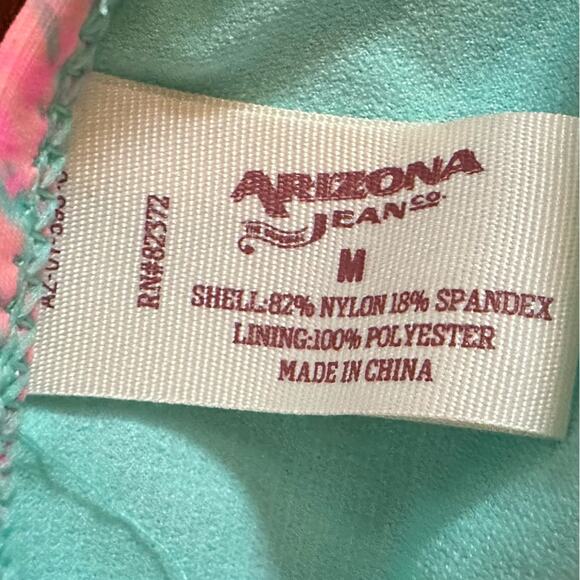 ARIZONA
JEAN CO.
M
SHELL:82% NYLON 18% SPANDEX
LINING:100% POLYESTER
MADE IN CHINA
RN#82372